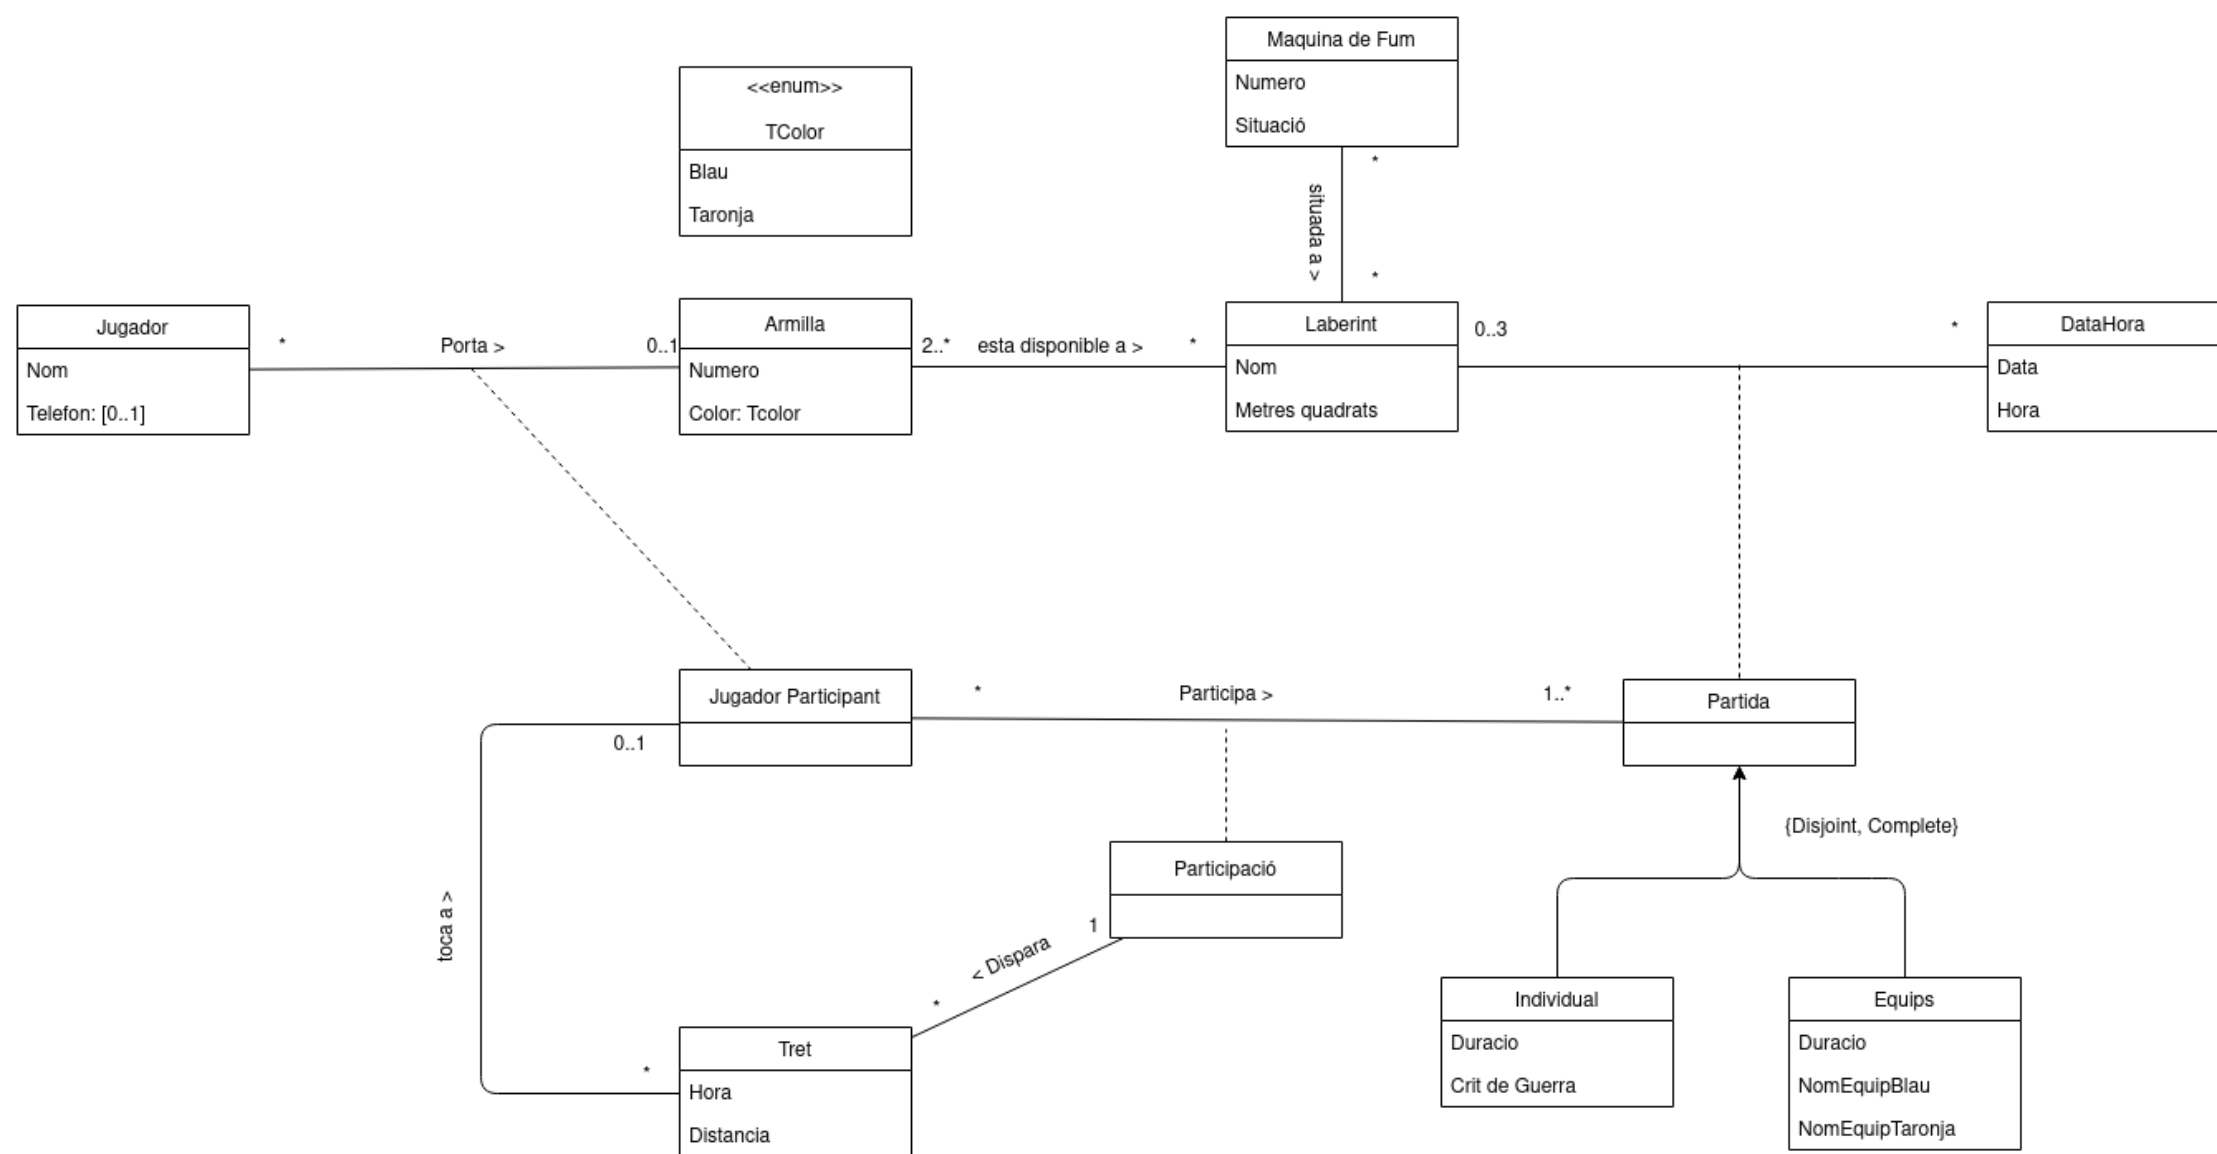 Maquina de Fum
Numero
Situació
<<enum>>
TColor
Blau
Taronja
situada a >
*
*
Jugador
Nom
Telefon: [0..1]
*
Porta >
0..1
Armilla
Numero
Color: Tcolor
2..*
esta disponible a >
*
Laberint
Nom
Metres quadrats
0..3
*
DataHora
Data
Hora
Jugador Participant
*
Participa >
1..*
Partida
0..1
{Disjoint, Complete}
Participació
1
< Dispara
*
toca a >
*
Tret
Hora
Distancia
Individual
Duracio
Crit de Guerra
Equips
Duracio
NomEquipBlau
NomEquipTaronja